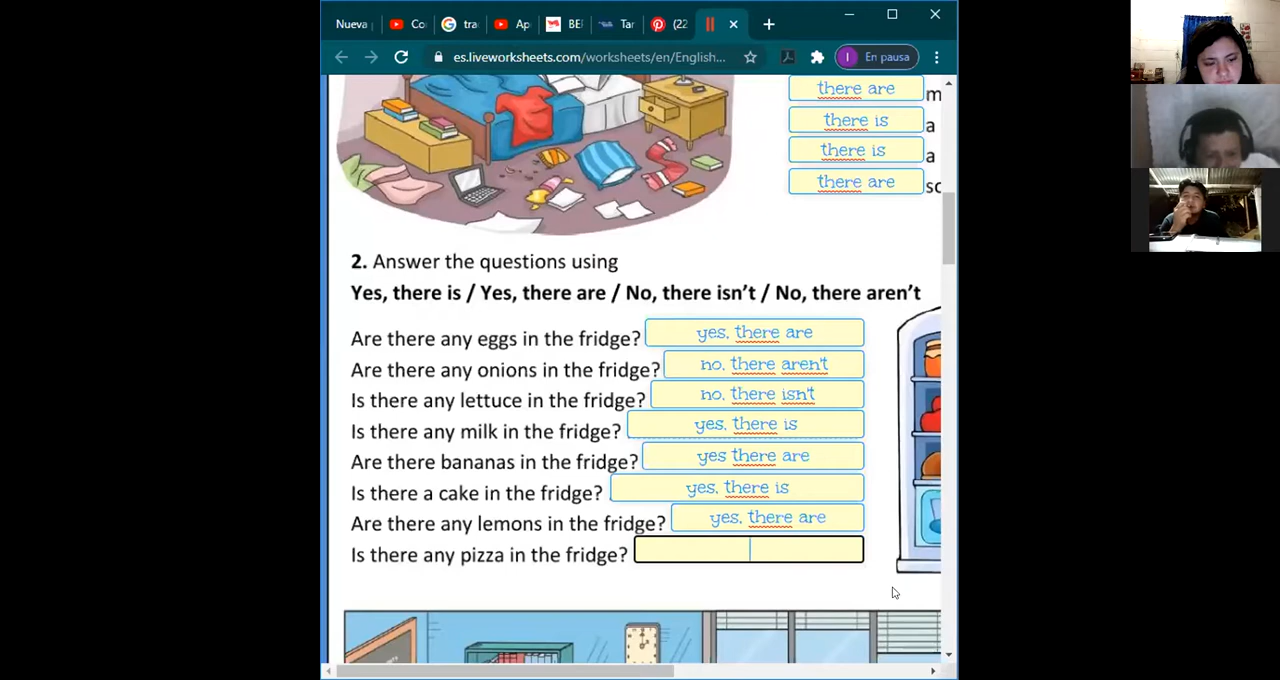 Nueva
Co
tra
Ap
BE
Tar
(22
es.liveworksheets.com/worksheets/en/English...
I
En pausa
there are m
there is a
there is a
there are so
2. Answer the questions using
Yes, there is / Yes, there are / No, there isn't / No, there aren't
Are there any eggs in the fridge? yes, there are
Are there any onions in the fridge? no, there aren't
Is there any lettuce in the fridge? no, there isn't
Is there any milk in the fridge? yes, there is
Are there bananas in the fridge? yes there are
Is there a cake in the fridge? yes, there is
Are there any lemons in the fridge? yes, there are
Is there any pizza in the fridge?